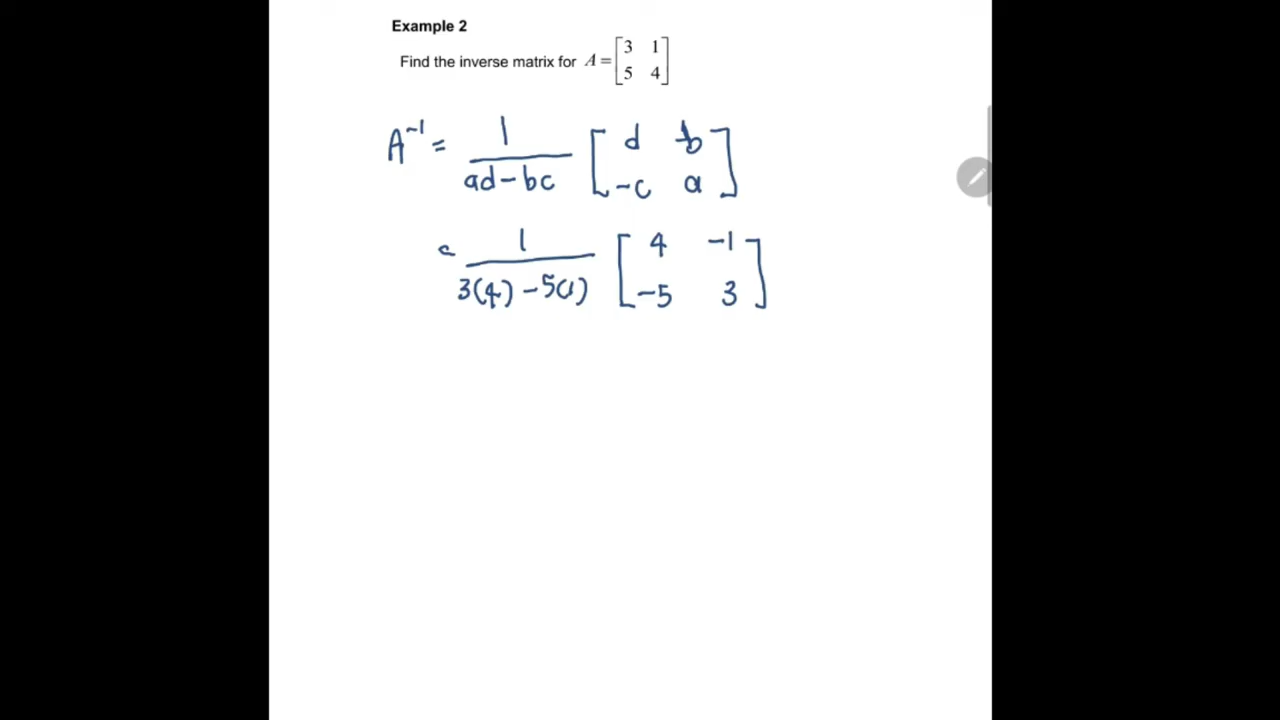 Example 2
Find the inverse matrix for A = [3 1; 5 4]
A⁻¹ = 1/(ad-bc) [d -b; -c a]
= 1/(3(4)-5(1)) [4 -1; -5 3]